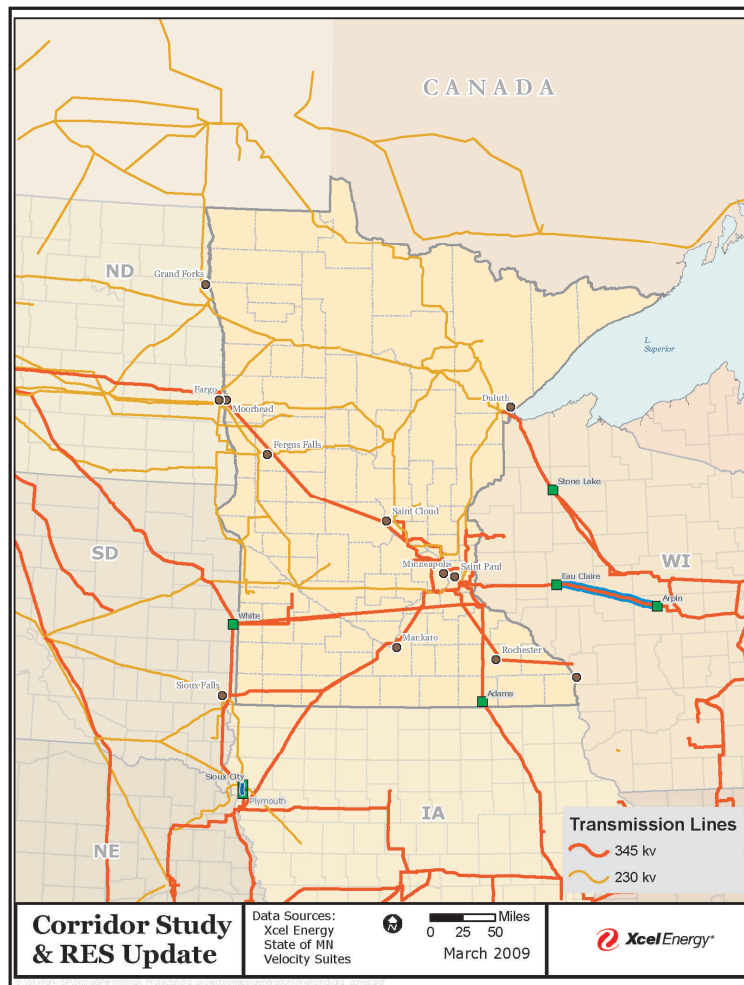 CANADA
ND
Grand Forks
L.
Superior
Fargo
Moorhead
Duluth
Fergus Falls
Stone Lake
Saint Cloud
SD
WI
Minneapolis
Saint Paul
Eau Claire
Arpin
White
Mankato
Rochester
Sioux Falls
Adams
Sioux City
Plymouth
IA
NE
Transmission Lines
345 kv
230 kv
Corridor Study
& RES Update
Data Sources:
Xcel Energy
State of MN
Velocity Suites
N
Miles
0 25 50
March 2009
Xcel Energy®